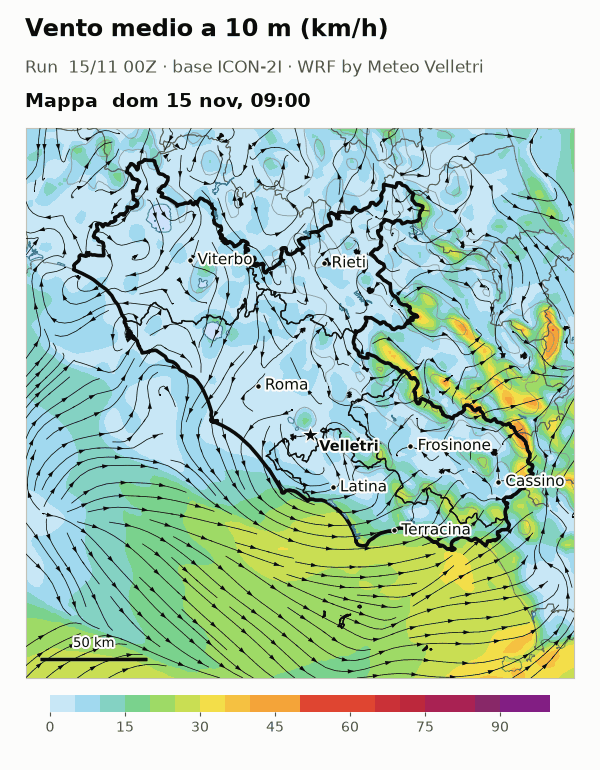 Vento medio a 10 m (km/h)
Run  15/11 00Z · base ICON-2I · WRF by Meteo Velletri
Mappa  dom 15 nov, 09:00
Viterbo
Rieti
Roma
Velletri
Frosinone
Latina
Cassino
Terracina
50 km
0 15 30 45 60 75 90